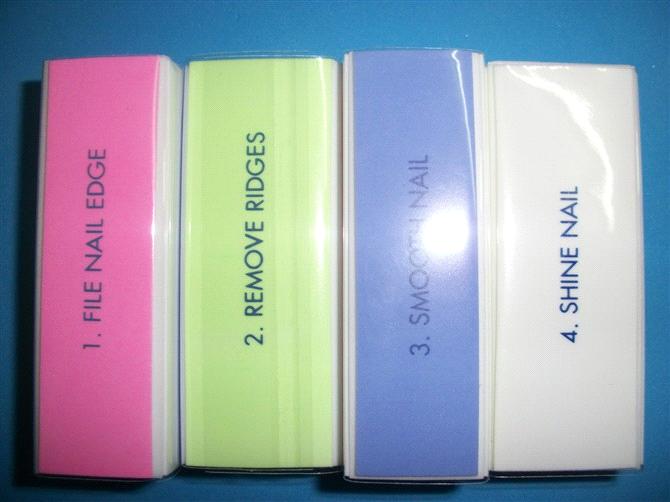 1. FILE NAIL EDGE
2. REMOVE RIDGES
3. SMOOTH NAIL
4. SHINE NAIL